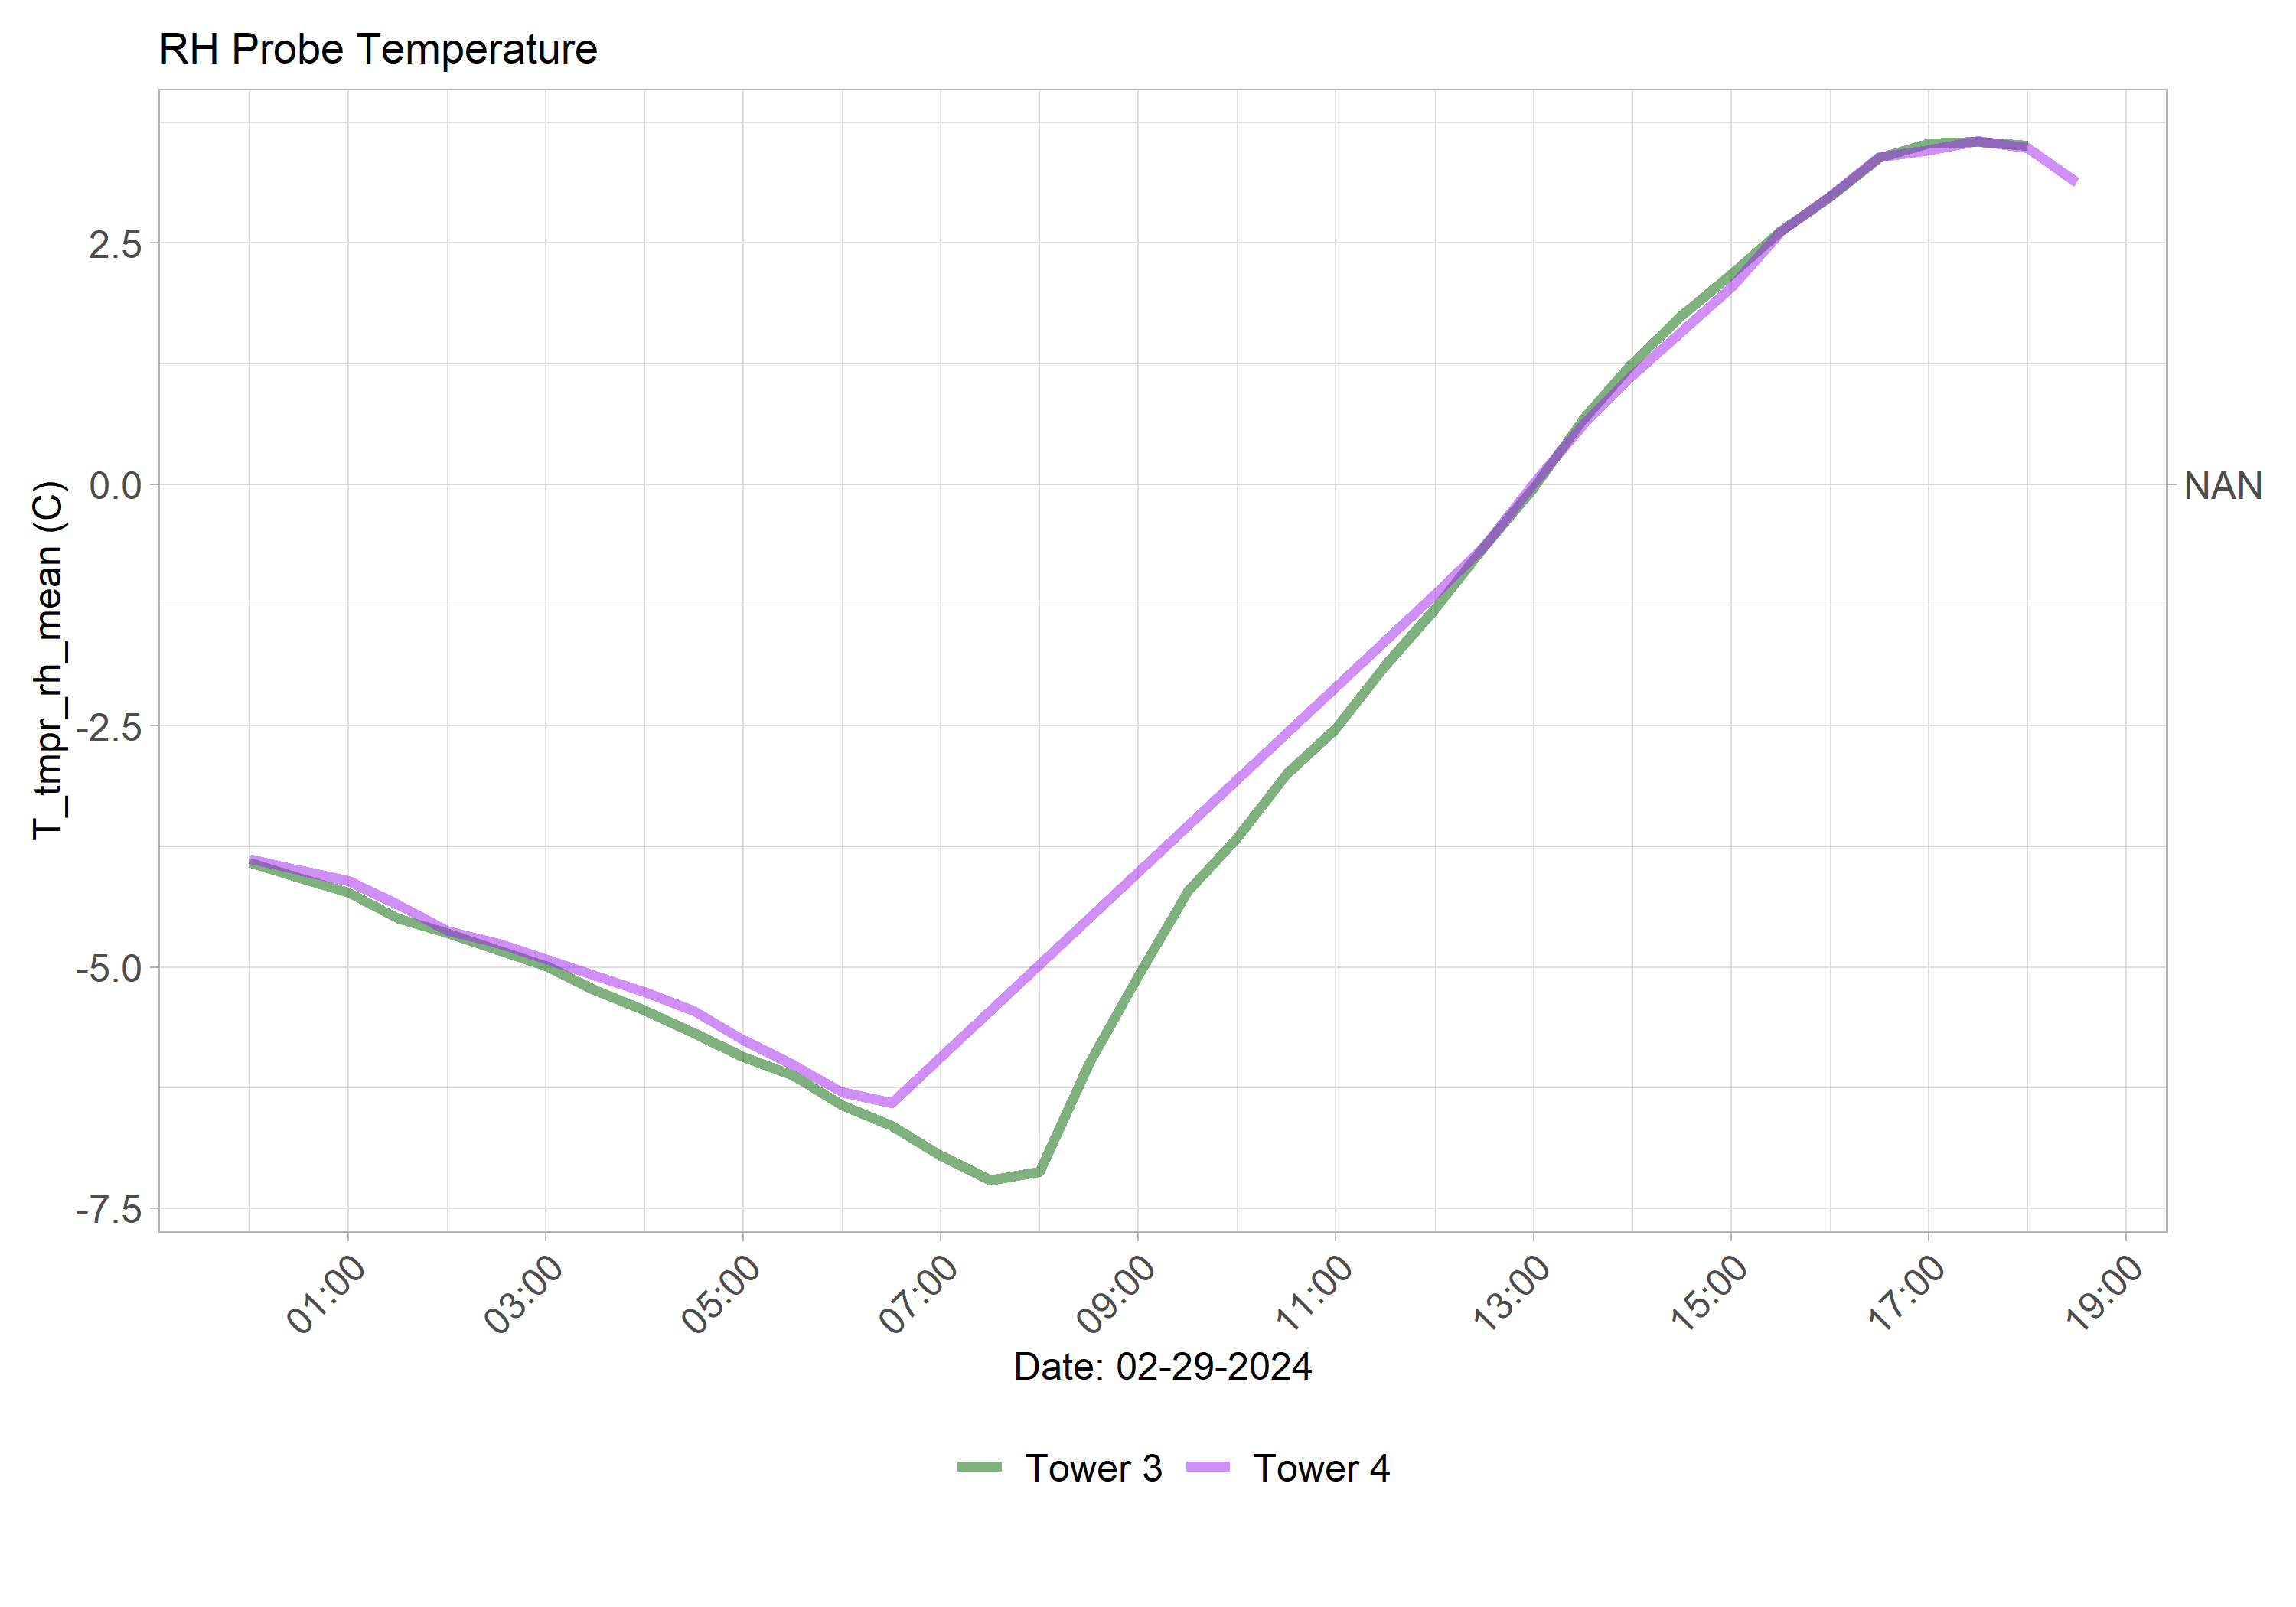 RH Probe Temperature
T_tmpr_rh_mean (C)
2.5
0.0
-2.5
-5.0
-7.5
NAN
01:00
03:00
05:00
07:00
09:00
11:00
13:00
15:00
17:00
19:00
Date: 02-29-2024
Tower 3
Tower 4